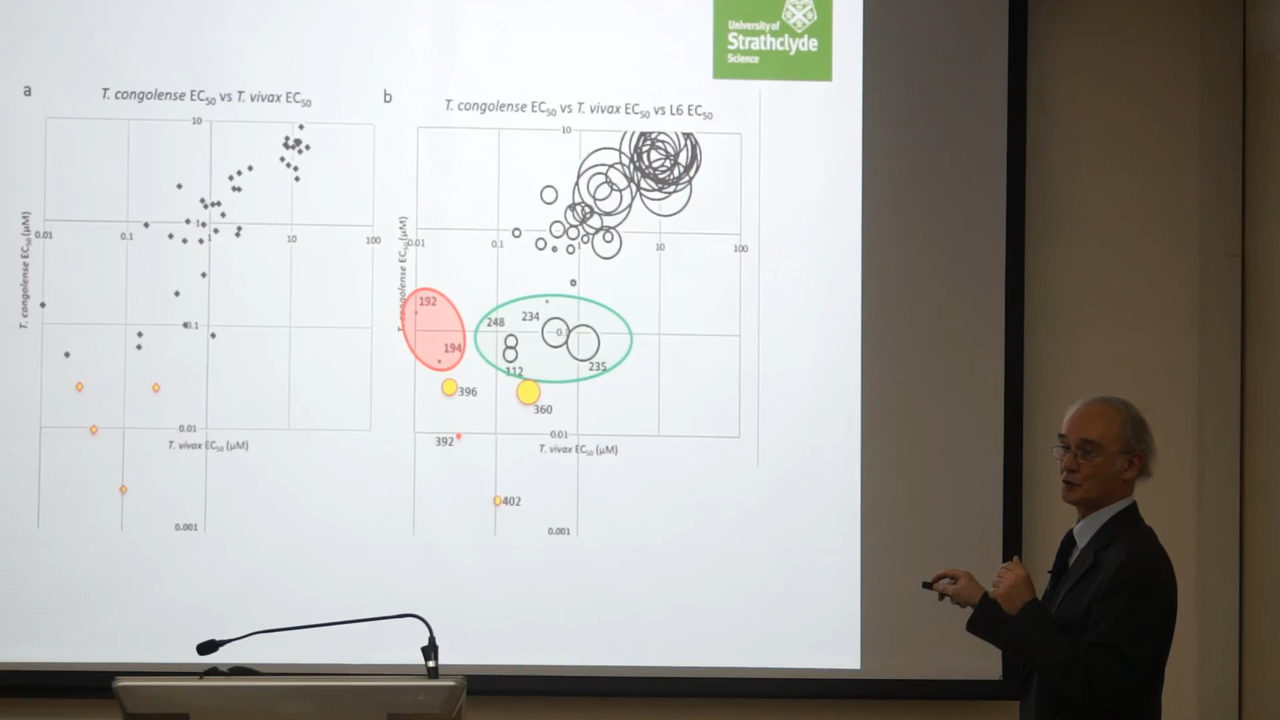 University of
Strathclyde
Science
a
T. congolense EC50 vs T. vivax EC50
10
1
0.01
0.1
10
100
0.1
0.01
0.001
T. congolense EC50 (µM)
T. vivax EC50 (µM)
b
T. congolense EC50 vs T. vivax EC50 vs L6 EC50
10
0.01
0.1
1
10
100
192
194
248
234
0.1
112
235
396
360
392
0.01
402
0.001
T. congolense EC50 (µM)
T. vivax EC50 (µM)